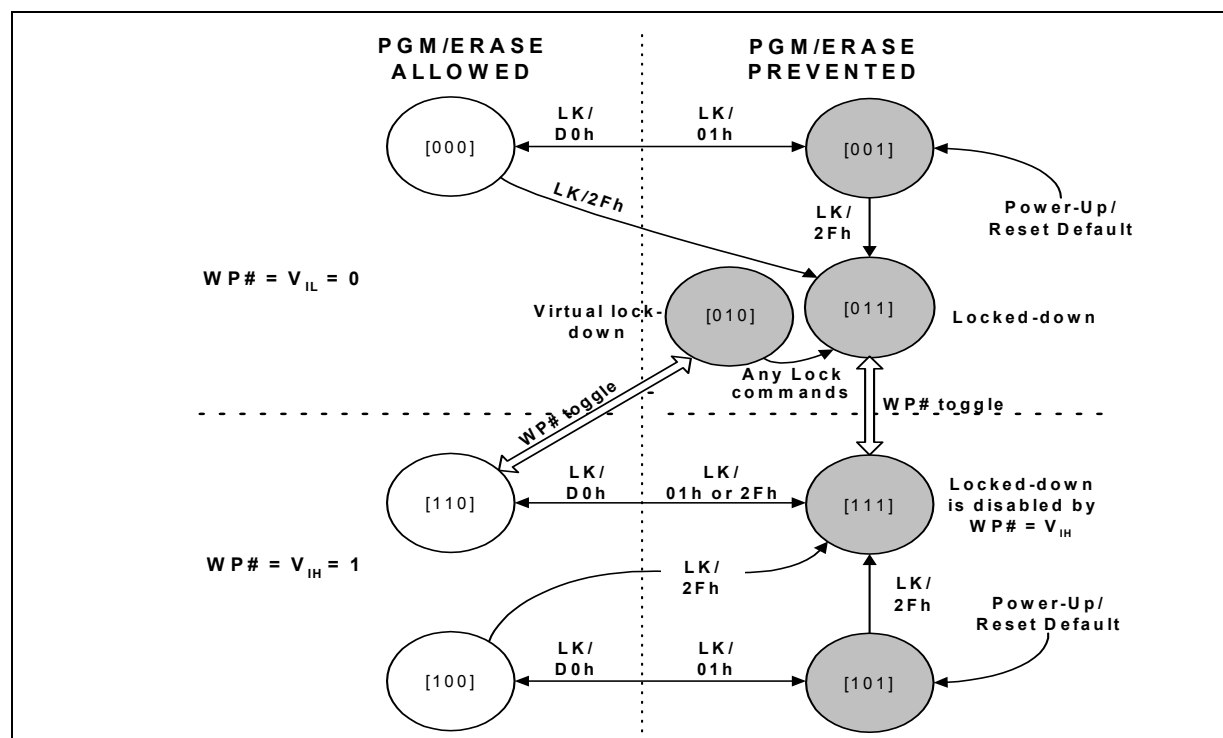 PGM/ERASE
ALLOWED
PGM/ERASE
PREVENTED
LK/
D0h
LK/
01h
[000]
[001]
LK/2Fh
LK/
2Fh
Power-Up/
Reset Default
WP# = VIL = 0
Virtual lock-
down
[010]
[011]
Locked-down
Any Lock
commands
WP# toggle
WP# toggle
LK/
D0h
LK/
01h or 2Fh
[110]
[111]
Locked-down
is disabled by
WP# = VIH
WP# = VIH = 1
LK/
2Fh
LK/
2Fh
Power-Up/
Reset Default
LK/
D0h
LK/
01h
[100]
[101]